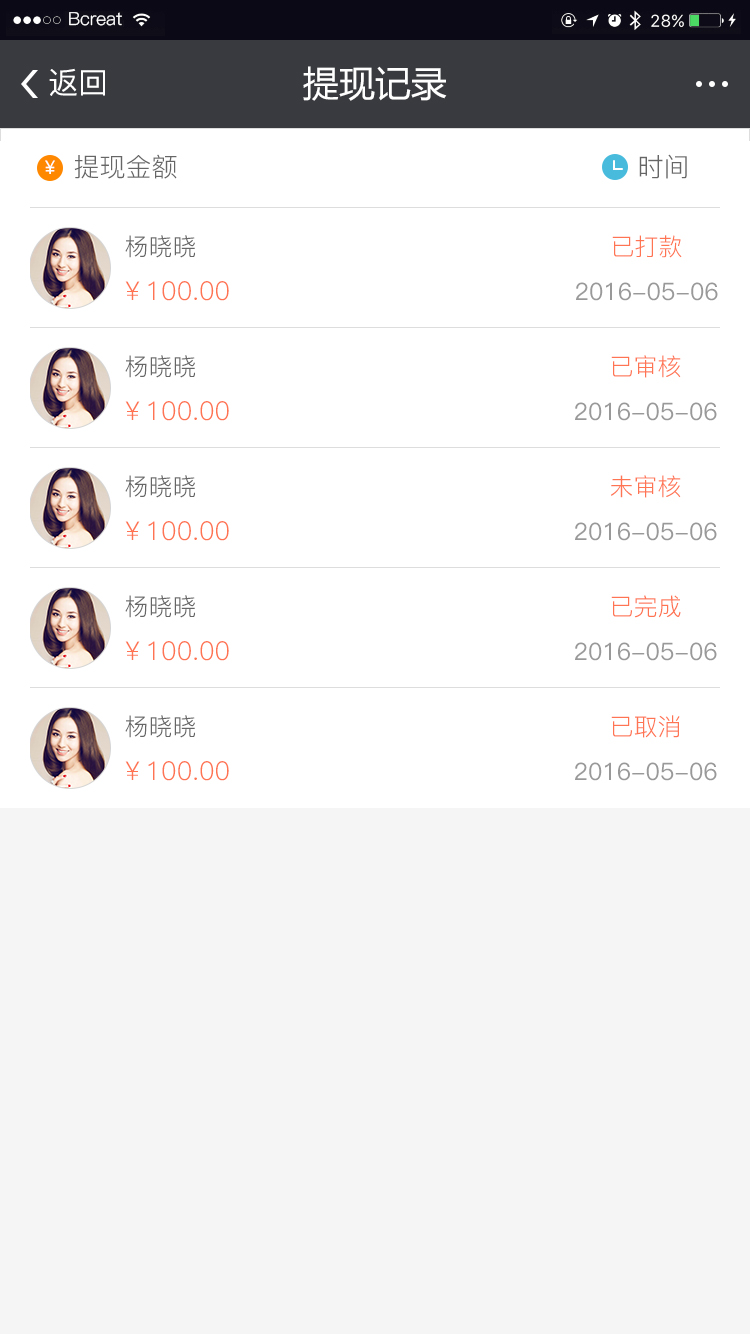 Bcreat 28%
返回 提现记录
¥ 提现金额 时间
杨晓晓 已打款
¥100.00 2016-05-06
杨晓晓 已审核
¥100.00 2016-05-06
杨晓晓 未审核
¥100.00 2016-05-06
杨晓晓 已完成
¥100.00 2016-05-06
杨晓晓 已取消
¥100.00 2016-05-06